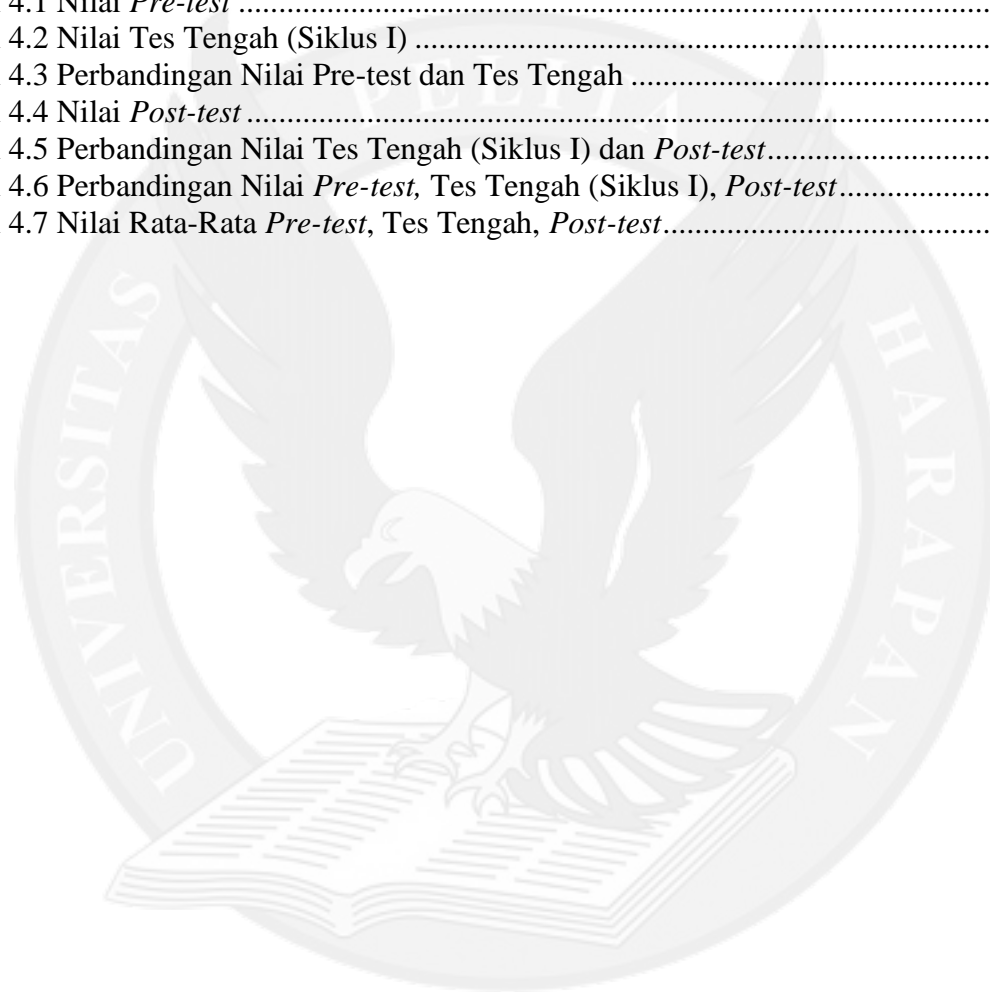 4.1 Nilai Pre-test ........................................................................................................
4.2 Nilai Tes Tengah (Siklus I) ...........................................................................
4.3 Perbandingan Nilai Pre-test dan Tes Tengah ...............................................
4.4 Nilai Post-test .................................................................................................
4.5 Perbandingan Nilai Tes Tengah (Siklus I) dan Post-test.............................
4.6 Perbandingan Nilai Pre-test, Tes Tengah (Siklus I), Post-test....................
4.7 Nilai Rata-Rata Pre-test, Tes Tengah, Post-test...........................................
UNIVERSITAS PELITA HARAPAN